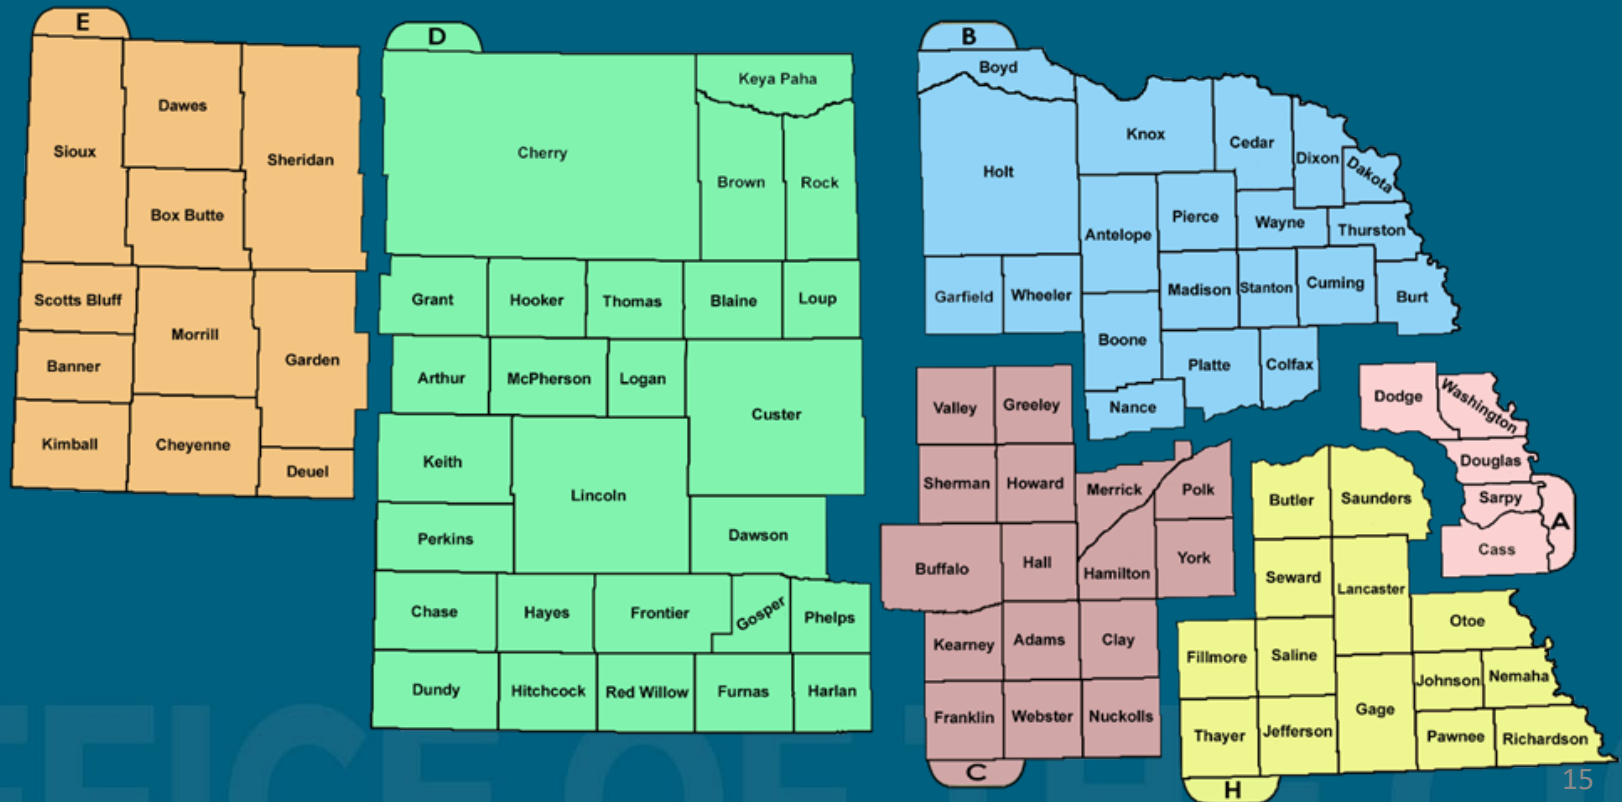 E
Sioux
Dawes
Sheridan
Box Butte
Scotts Bluff
Morrill
Garden
Banner
Kimball
Cheyenne
Deuel
D
Cherry
Keya Paha
Brown
Rock
Grant
Hooker
Thomas
Blaine
Loup
Arthur
McPherson
Logan
Custer
Keith
Lincoln
Perkins
Dawson
Chase
Hayes
Frontier
Gosper
Phelps
Dundy
Hitchcock
Red Willow
Furnas
Harlan
B
Boyd
Holt
Knox
Cedar
Dixon
Dakota
Antelope
Pierce
Wayne
Thurston
Garfield
Wheeler
Madison
Stanton
Cuming
Burt
Boone
Platte
Colfax
Nance
Valley
Greeley
Sherman
Howard
Merrick
Polk
Buffalo
Hall
Hamilton
York
Kearney
Adams
Clay
Franklin
Webster
Nuckolls
C
Dodge
Washington
Douglas
Sarpy
A
Cass
Butler
Saunders
Seward
Lancaster
Otoe
Fillmore
Saline
Johnson
Nemaha
Gage
Thayer
Jefferson
Pawnee
Richardson
H
15